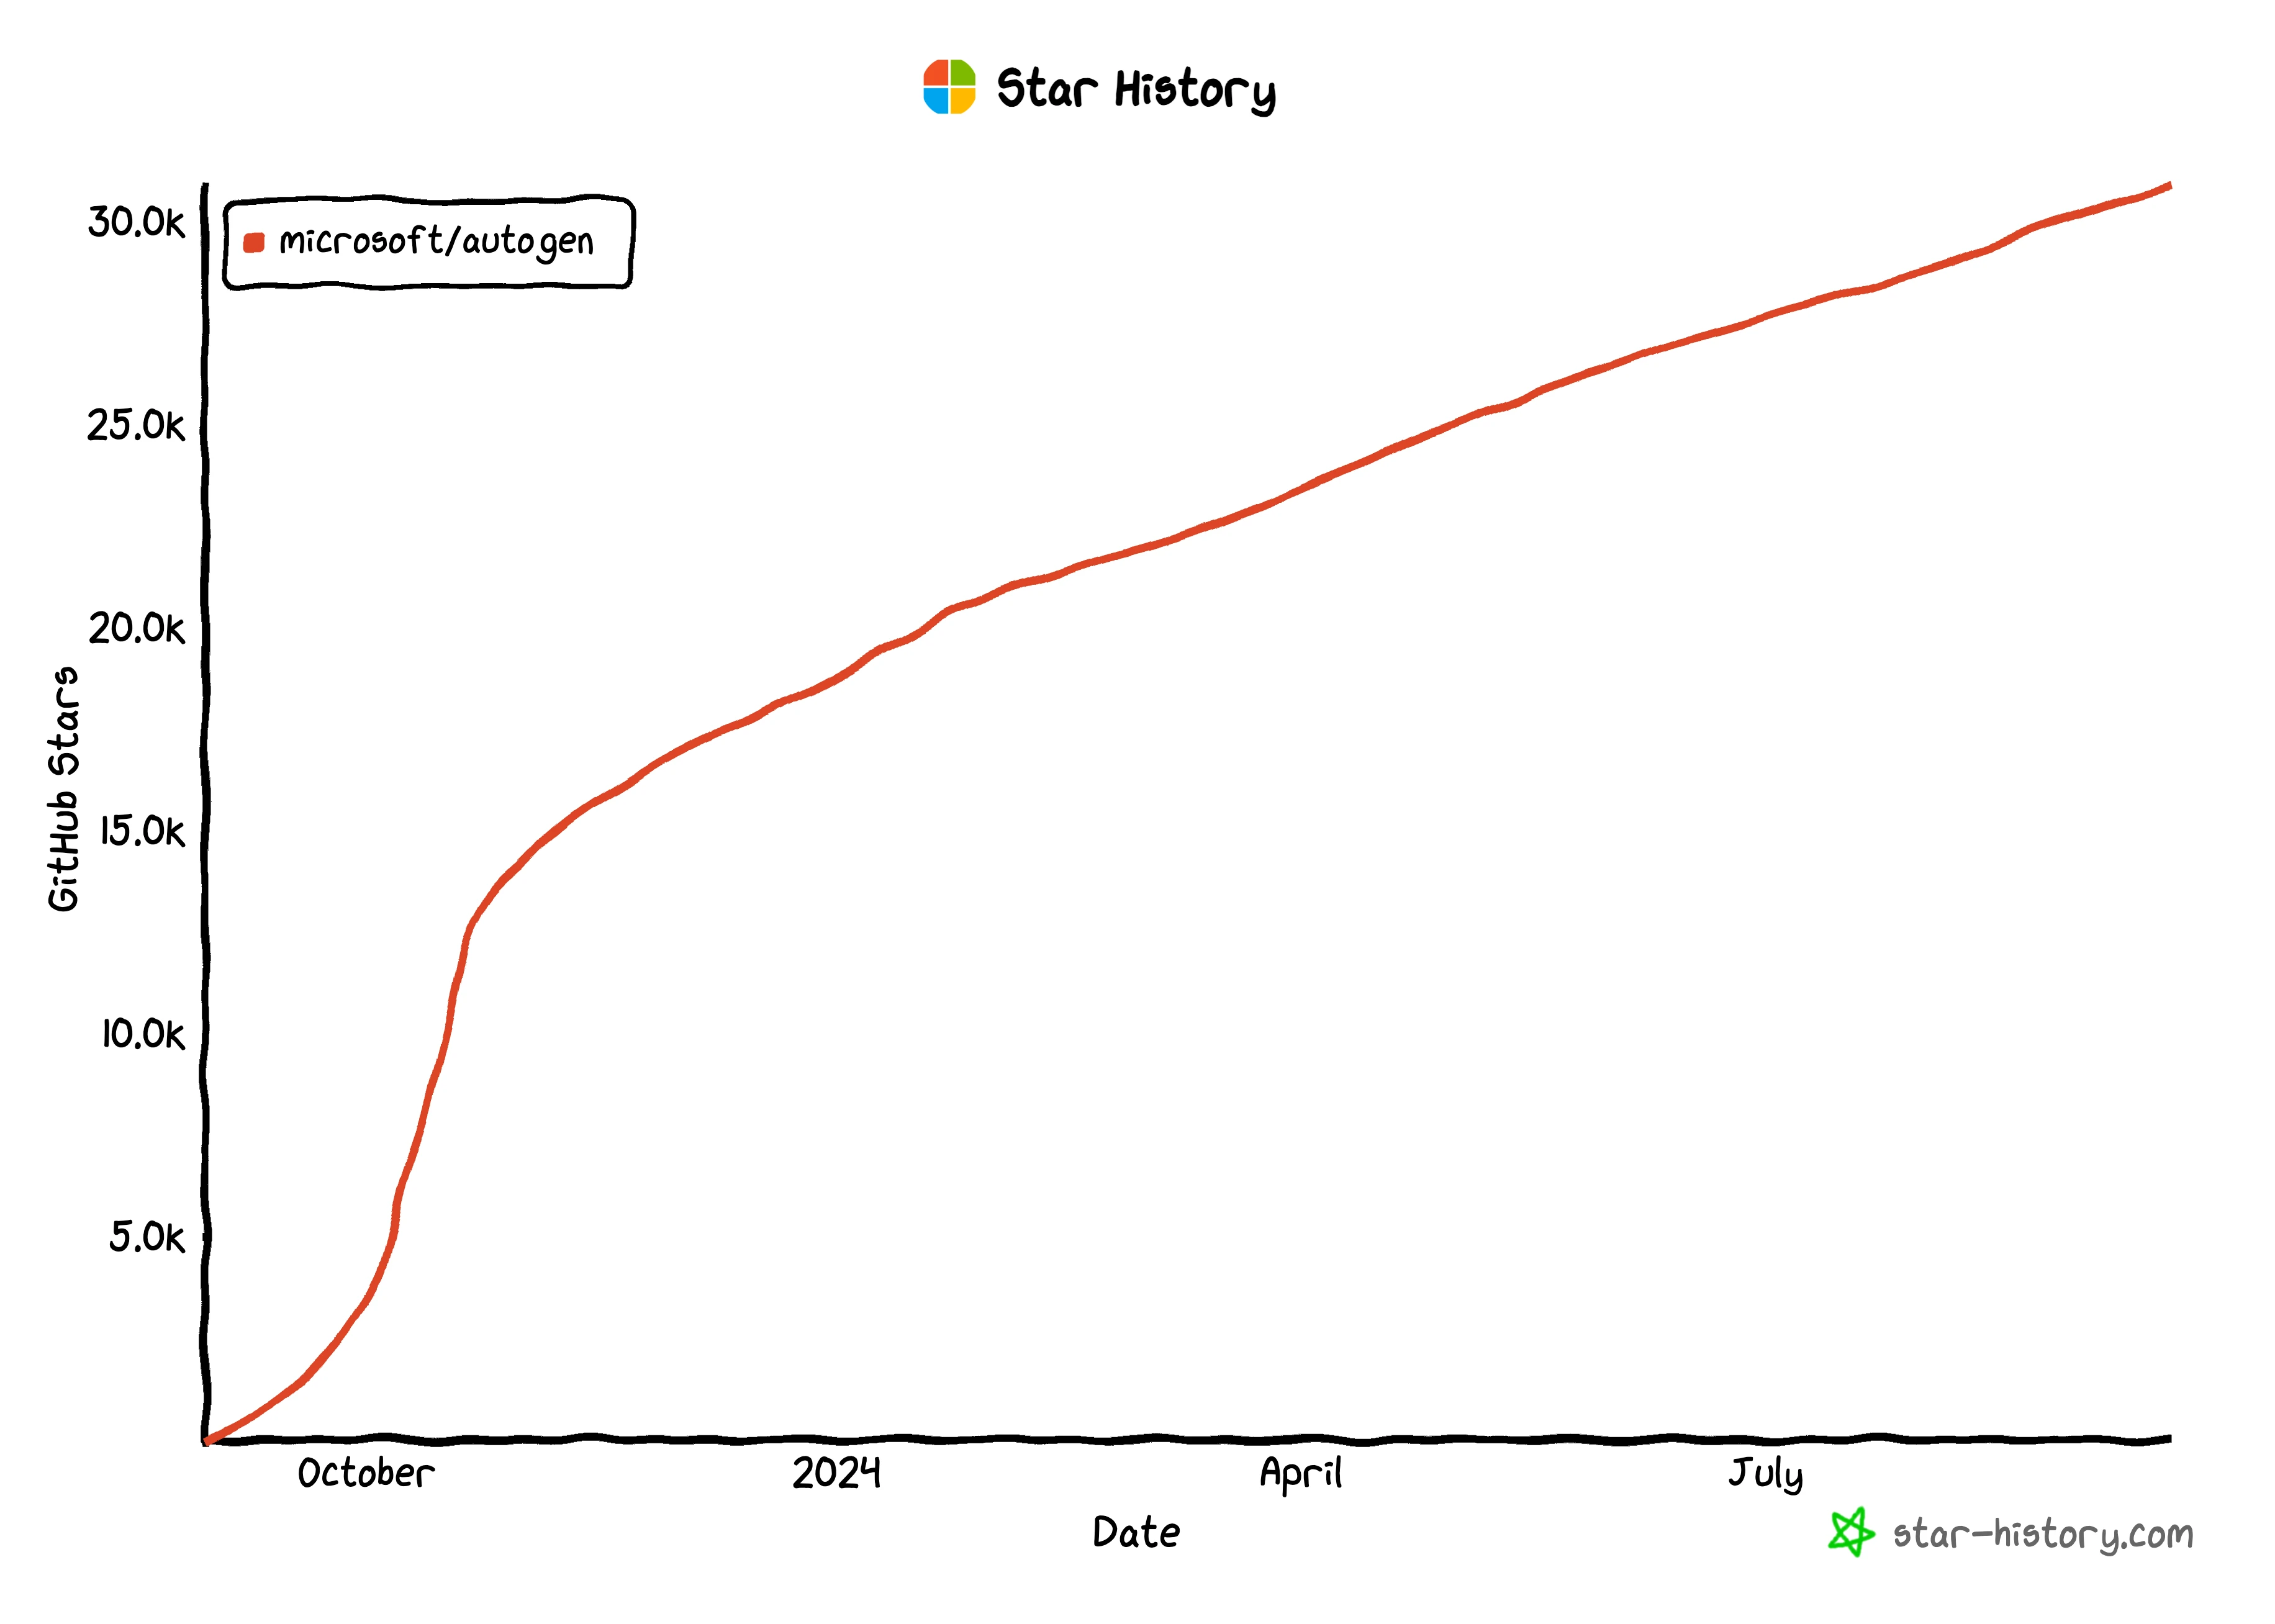 Star History
microsoft/autogen
30.0K
25.0K
20.0K
15.0K
10.0K
5.0K
GitHub Stars
October 2024 April July
Date
star-history.com